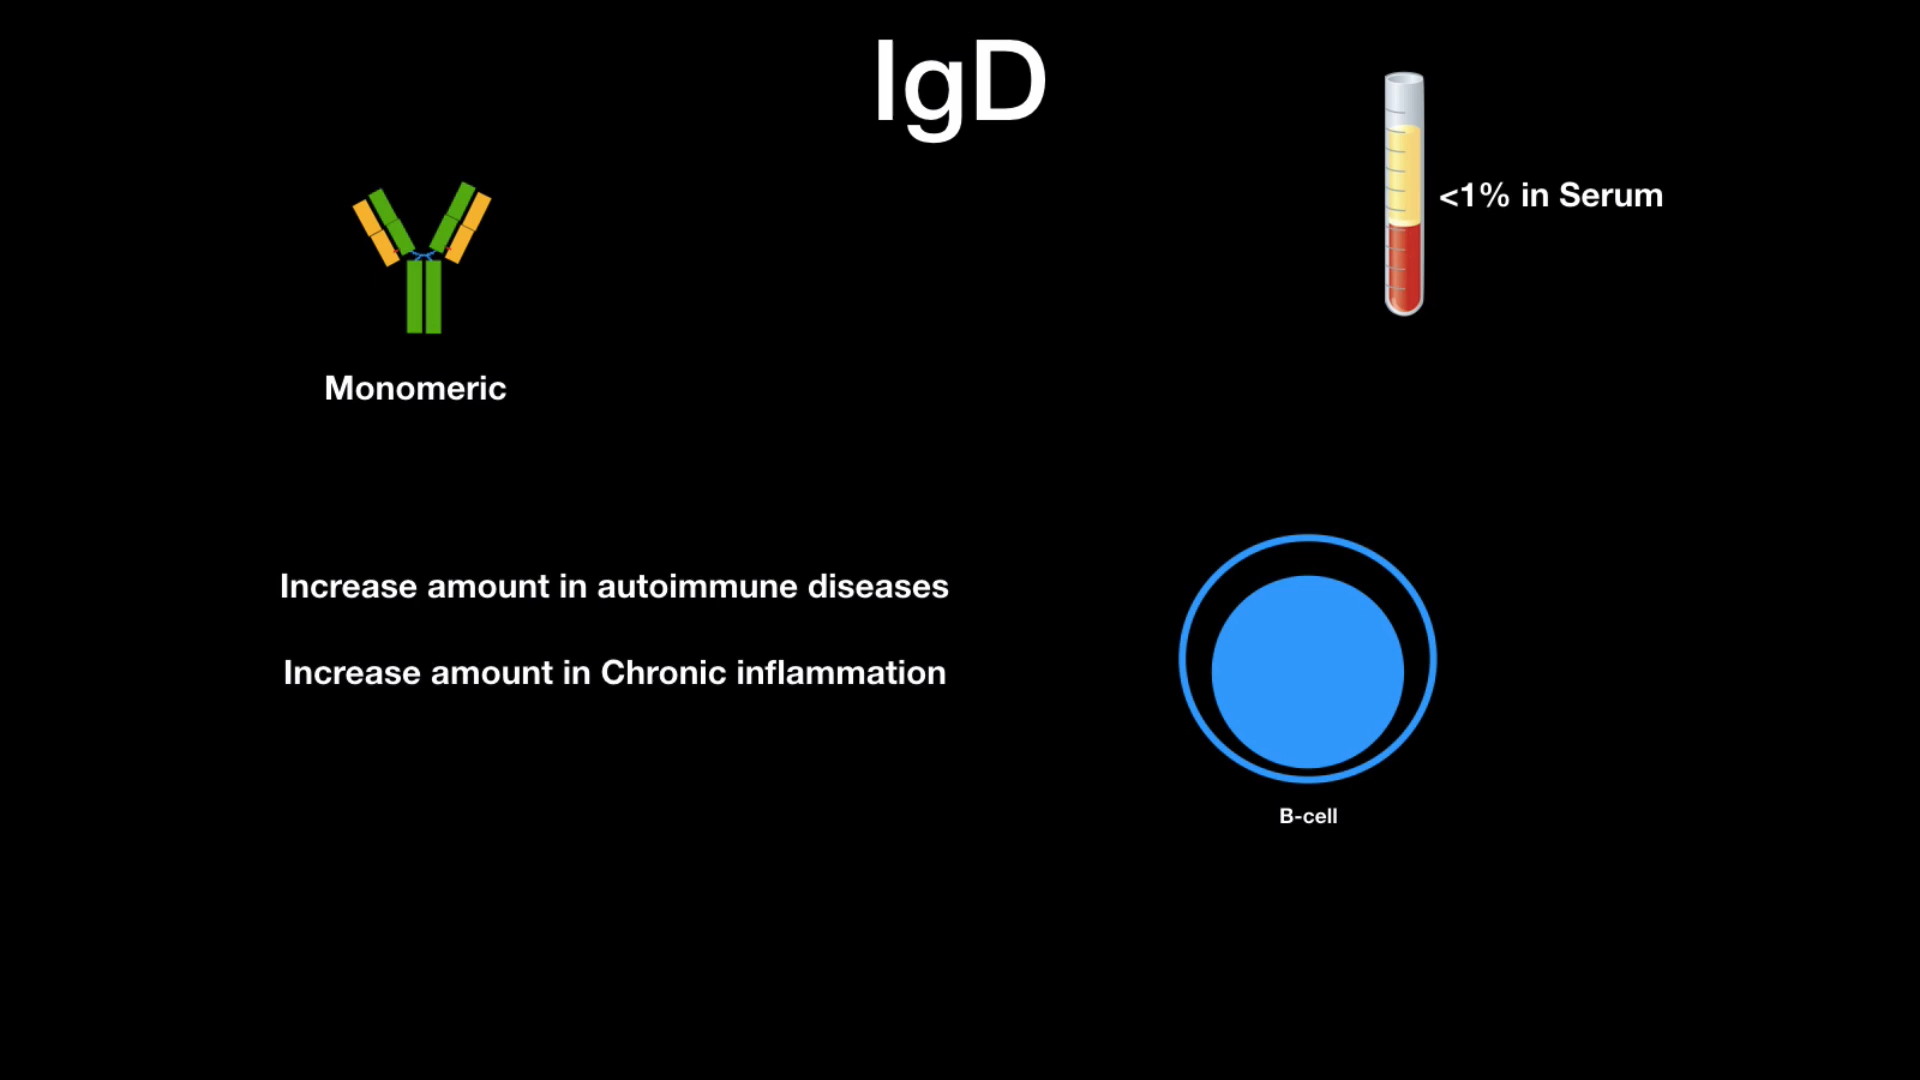 IgD
<1% in Serum
Monomeric
Increase amount in autoimmune diseases
Increase amount in Chronic inflammation
B-cell